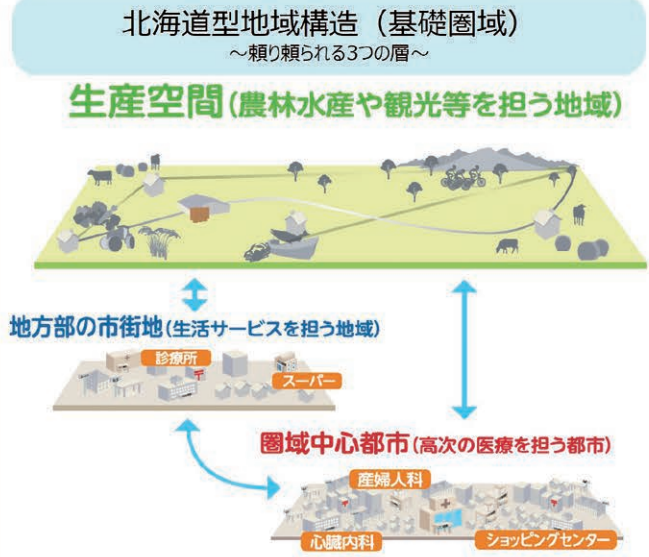 北海道型地域構造（基礎圏域）
～頼り頼られる3つの層～
生産空間（農林水産や観光等を担う地域）
地方部の市街地（生活サービスを担う地域）
診療所
スーパー
圏域中心都市（高次の医療を担う都市）
産婦人科
心臓内科
ショッピングセンター